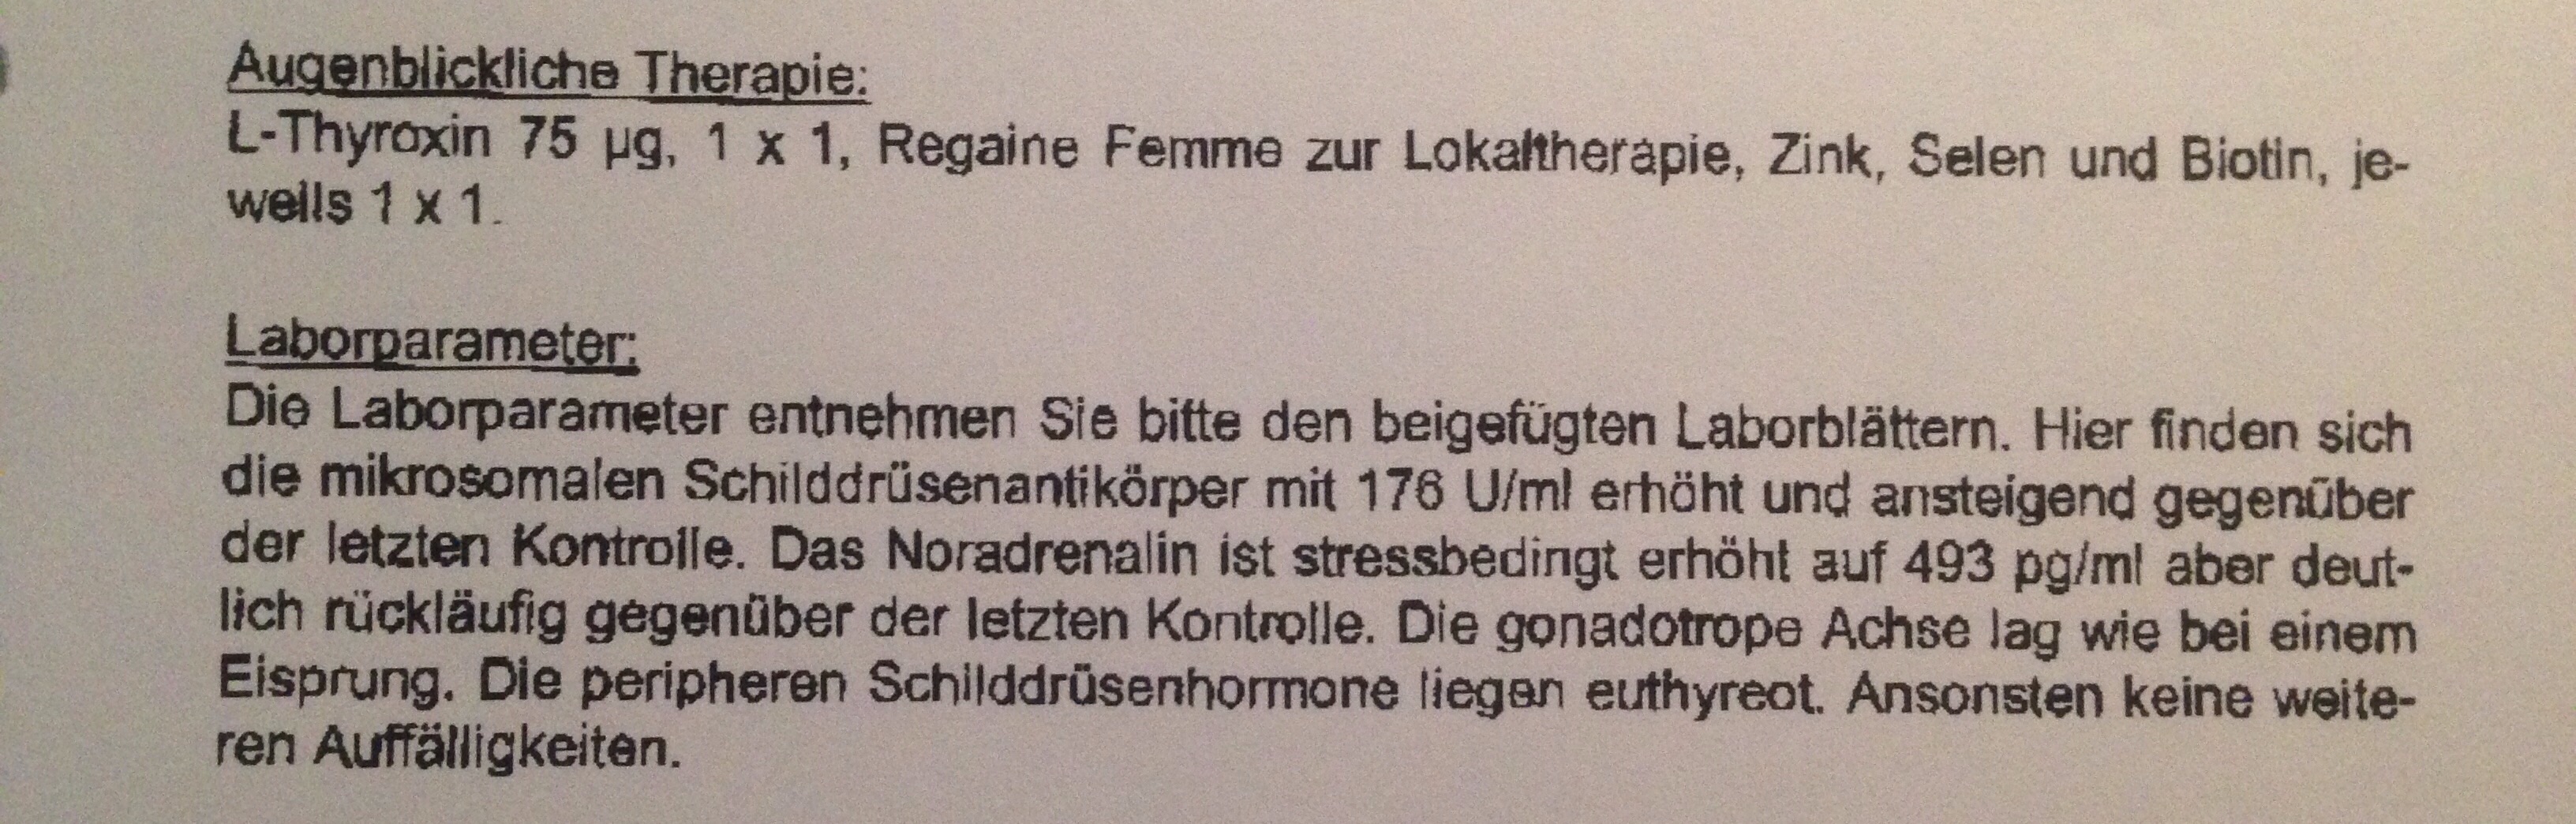 Augenblickliche Therapie:
L-Thyroxin 75 µg, 1 x 1, Regaine Femme zur Lokaltherapie, Zink, Selen und Biotin, je-
weils 1 x 1.
Laborparameter:
Die Laborparameter entnehmen Sie bitte den beigefügten Laborblättern. Hier finden sich
die mikrosomalen Schilddrüsenantikörper mit 176 U/ml erhöht und ansteigend gegenüber
der letzten Kontrolle. Das Noradrenalin ist stressbedingt erhöht auf 493 pg/ml aber deut-
lich rückläufig gegenüber der letzten Kontrolle. Die gonadotrope Achse lag wie bei einem
Eisprung. Die peripheren Schilddrüsenhormone liegen euthyreot. Ansonsten keine weite-
ren Auffälligkeiten.